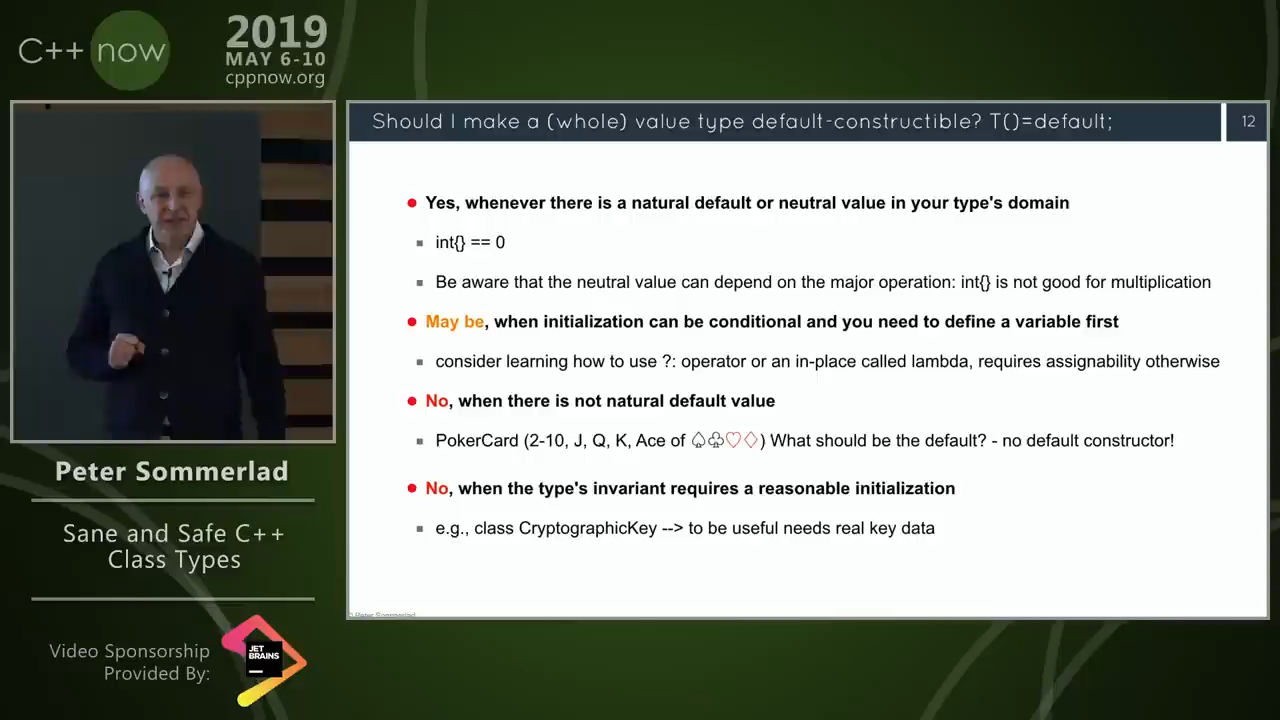 C++ now
2019
MAY 6-10
cppnow.org
Should I make a (whole) value type default-constructible? T()=default;
12
Yes, whenever there is a natural default or neutral value in your type's domain
int{} == 0
Be aware that the neutral value can depend on the major operation: int{} is not good for multiplication
May be, when initialization can be conditional and you need to define a variable first
consider learning how to use ?: operator or an in-place called lambda, requires assignability otherwise
No, when there is not natural default value
PokerCard (2-10, J, Q, K, Ace of ♤♧♡♢) What should be the default? - no default constructor!
No, when the type's invariant requires a reasonable initialization
e.g., class CryptographicKey --> to be useful needs real key data
© Peter Sommerlad
Peter Sommerlad
Sane and Safe C++
Class Types
Video Sponsorship
Provided By:
JET
BRAINS